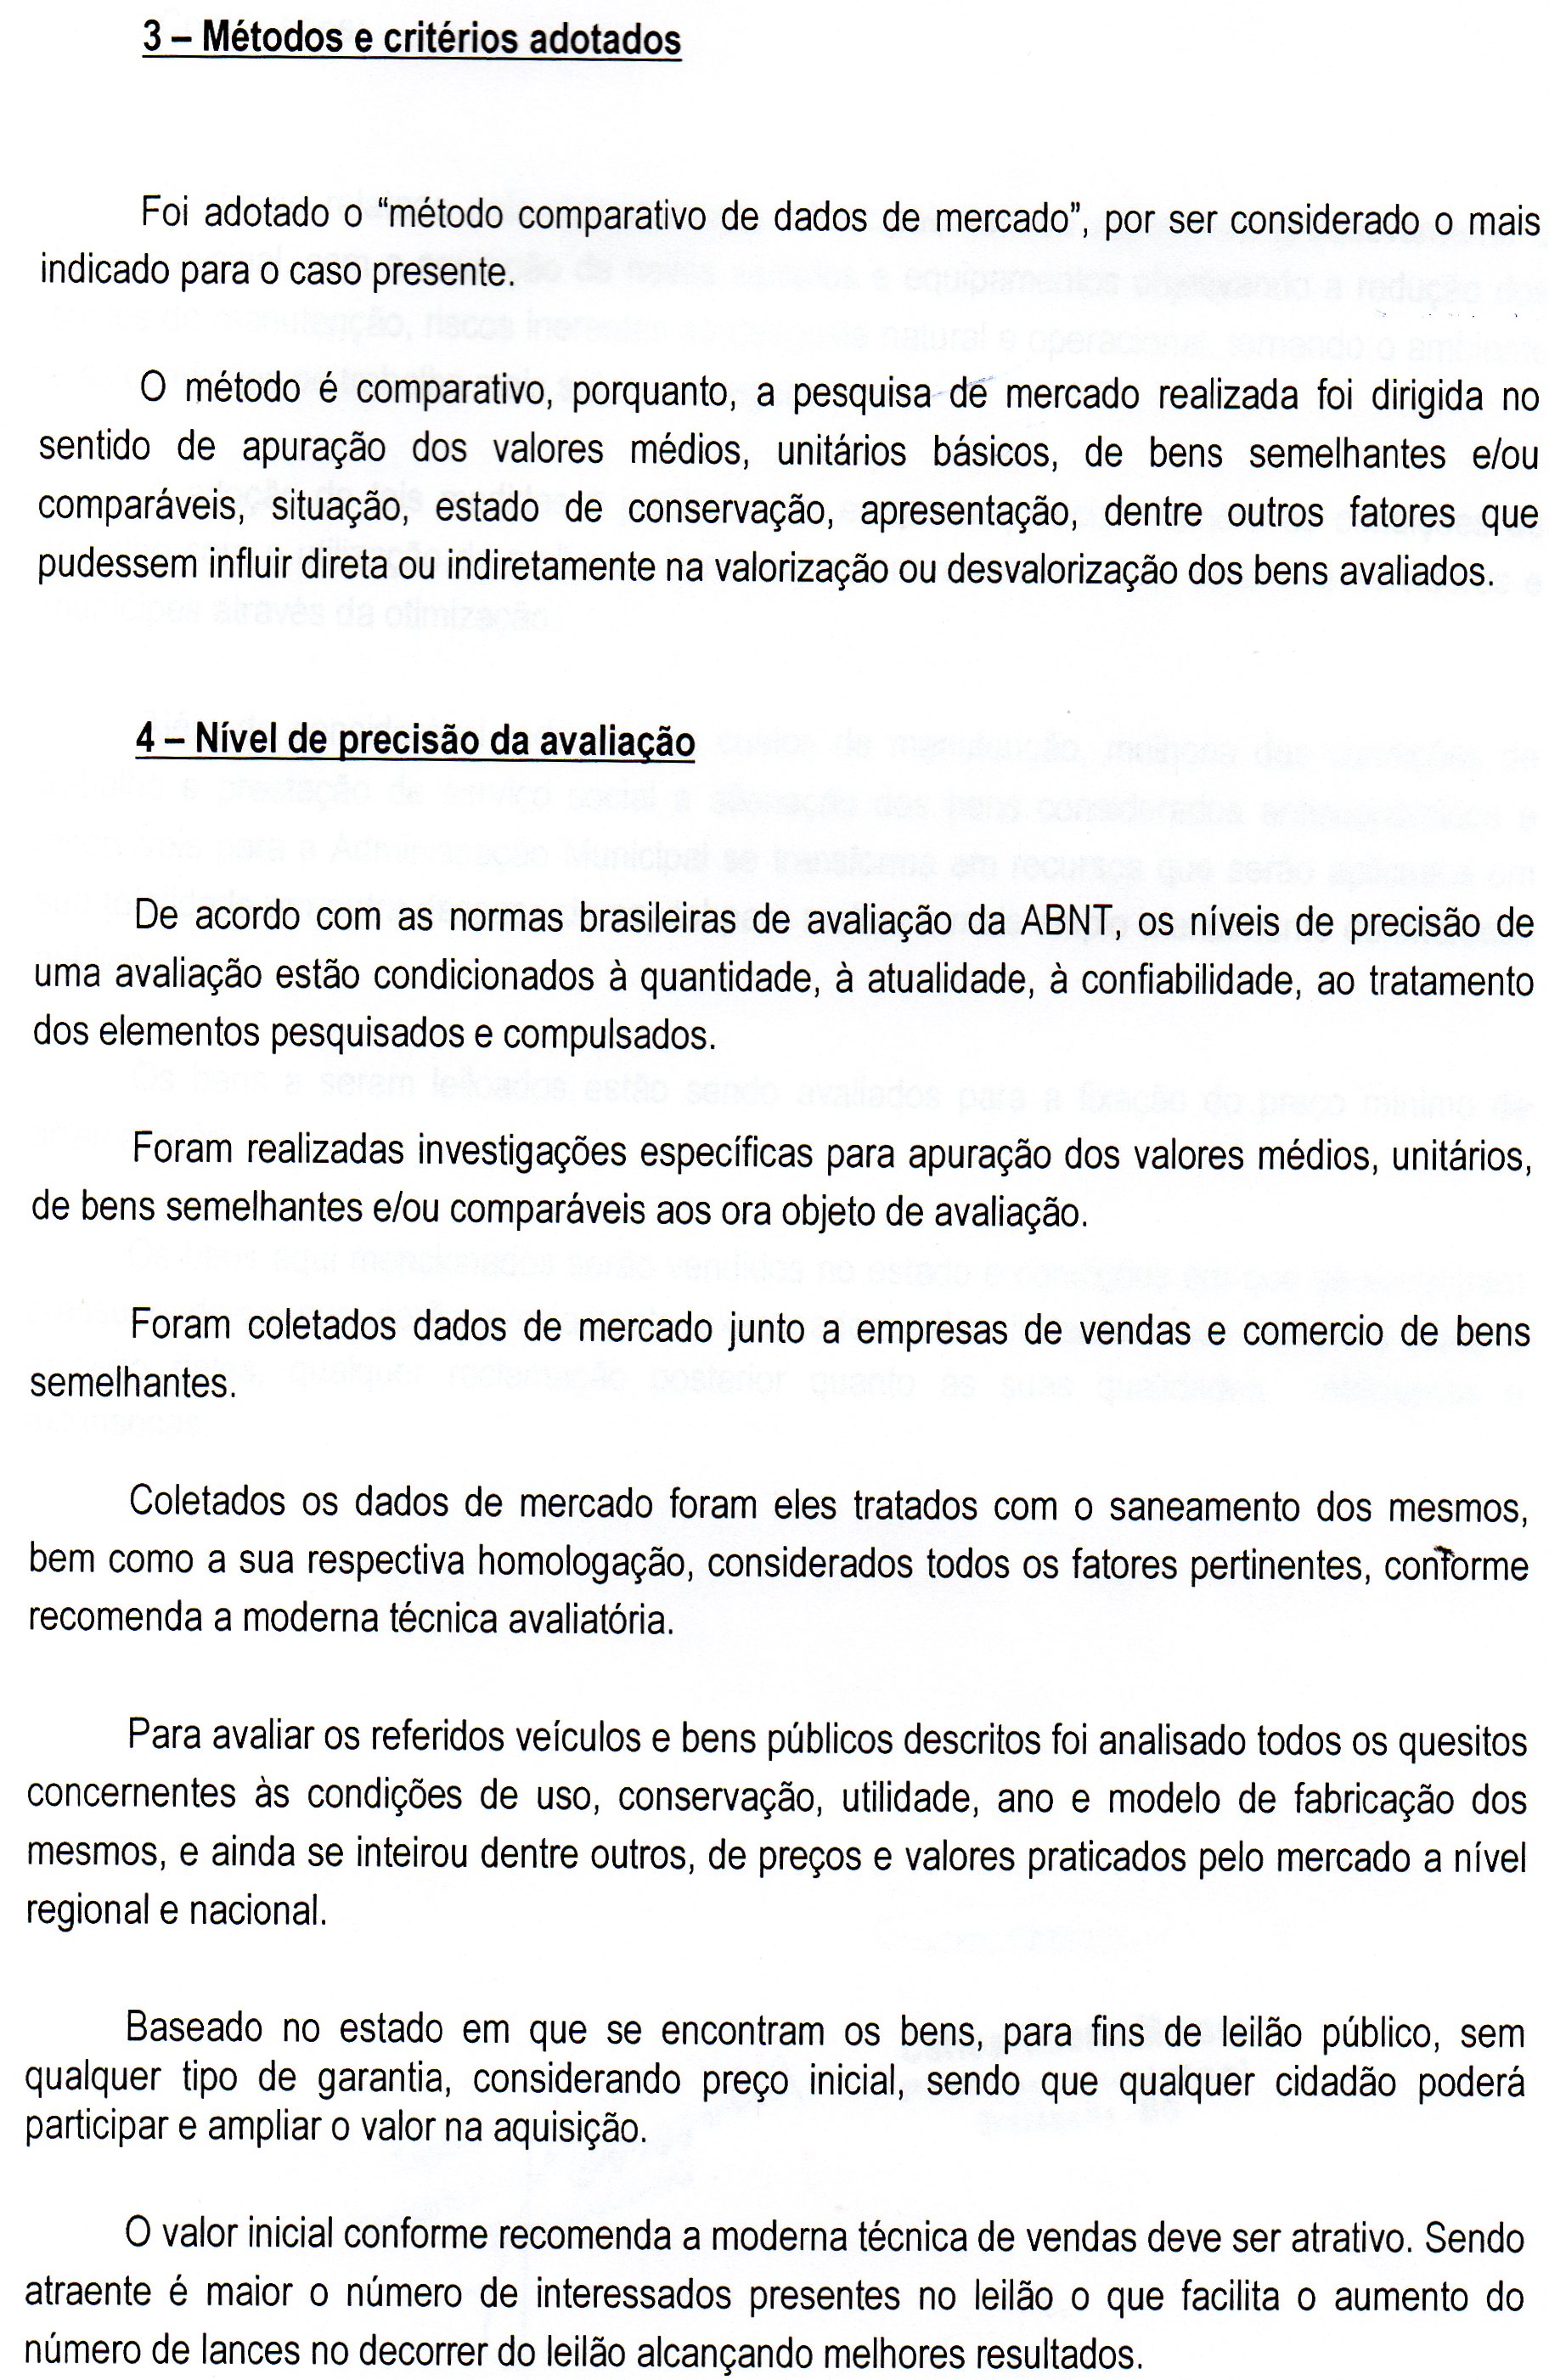 3 – Métodos e critérios adotados
Foi adotado o “método comparativo de dados de mercado”, por ser considerado o mais
indicado para o caso presente.
O método é comparativo, porquanto, a pesquisa de mercado realizada foi dirigida no
sentido de apuração dos valores médios, unitários básicos, de bens semelhantes e/ou
comparáveis, situação, estado de conservação, apresentação, dentre outros fatores que
pudessem influir direta ou indiretamente na valorização ou desvalorização dos bens avaliados.
4 – Nível de precisão da avaliação
De acordo com as normas brasileiras de avaliação da ABNT, os níveis de precisão de
uma avaliação estão condicionados à quantidade, à atualidade, à confiabilidade, ao tratamento
dos elementos pesquisados e compulsados.
Foram realizadas investigações específicas para apuração dos valores médios, unitários,
de bens semelhantes e/ou comparáveis aos ora objeto de avaliação.
Foram coletados dados de mercado junto a empresas de vendas e comercio de bens
semelhantes.
Coletados os dados de mercado foram eles tratados com o saneamento dos mesmos,
bem como a sua respectiva homologação, considerados todos os fatores pertinentes, conforme
recomenda a moderna técnica avaliatória.
Para avaliar os referidos veículos e bens públicos descritos foi analisado todos os quesitos
concernentes às condições de uso, conservação, utilidade, ano e modelo de fabricação dos
mesmos, e ainda se inteirou dentre outros, de preços e valores praticados pelo mercado a nível
regional e nacional.
Baseado no estado em que se encontram os bens, para fins de leilão público, sem
qualquer tipo de garantia, considerando preço inicial, sendo que qualquer cidadão poderá
participar e ampliar o valor na aquisição.
O valor inicial conforme recomenda a moderna técnica de vendas deve ser atrativo. Sendo
atraente é maior o número de interessados presentes no leilão o que facilita o aumento do
número de lances no decorrer do leilão alcançando melhores resultados.